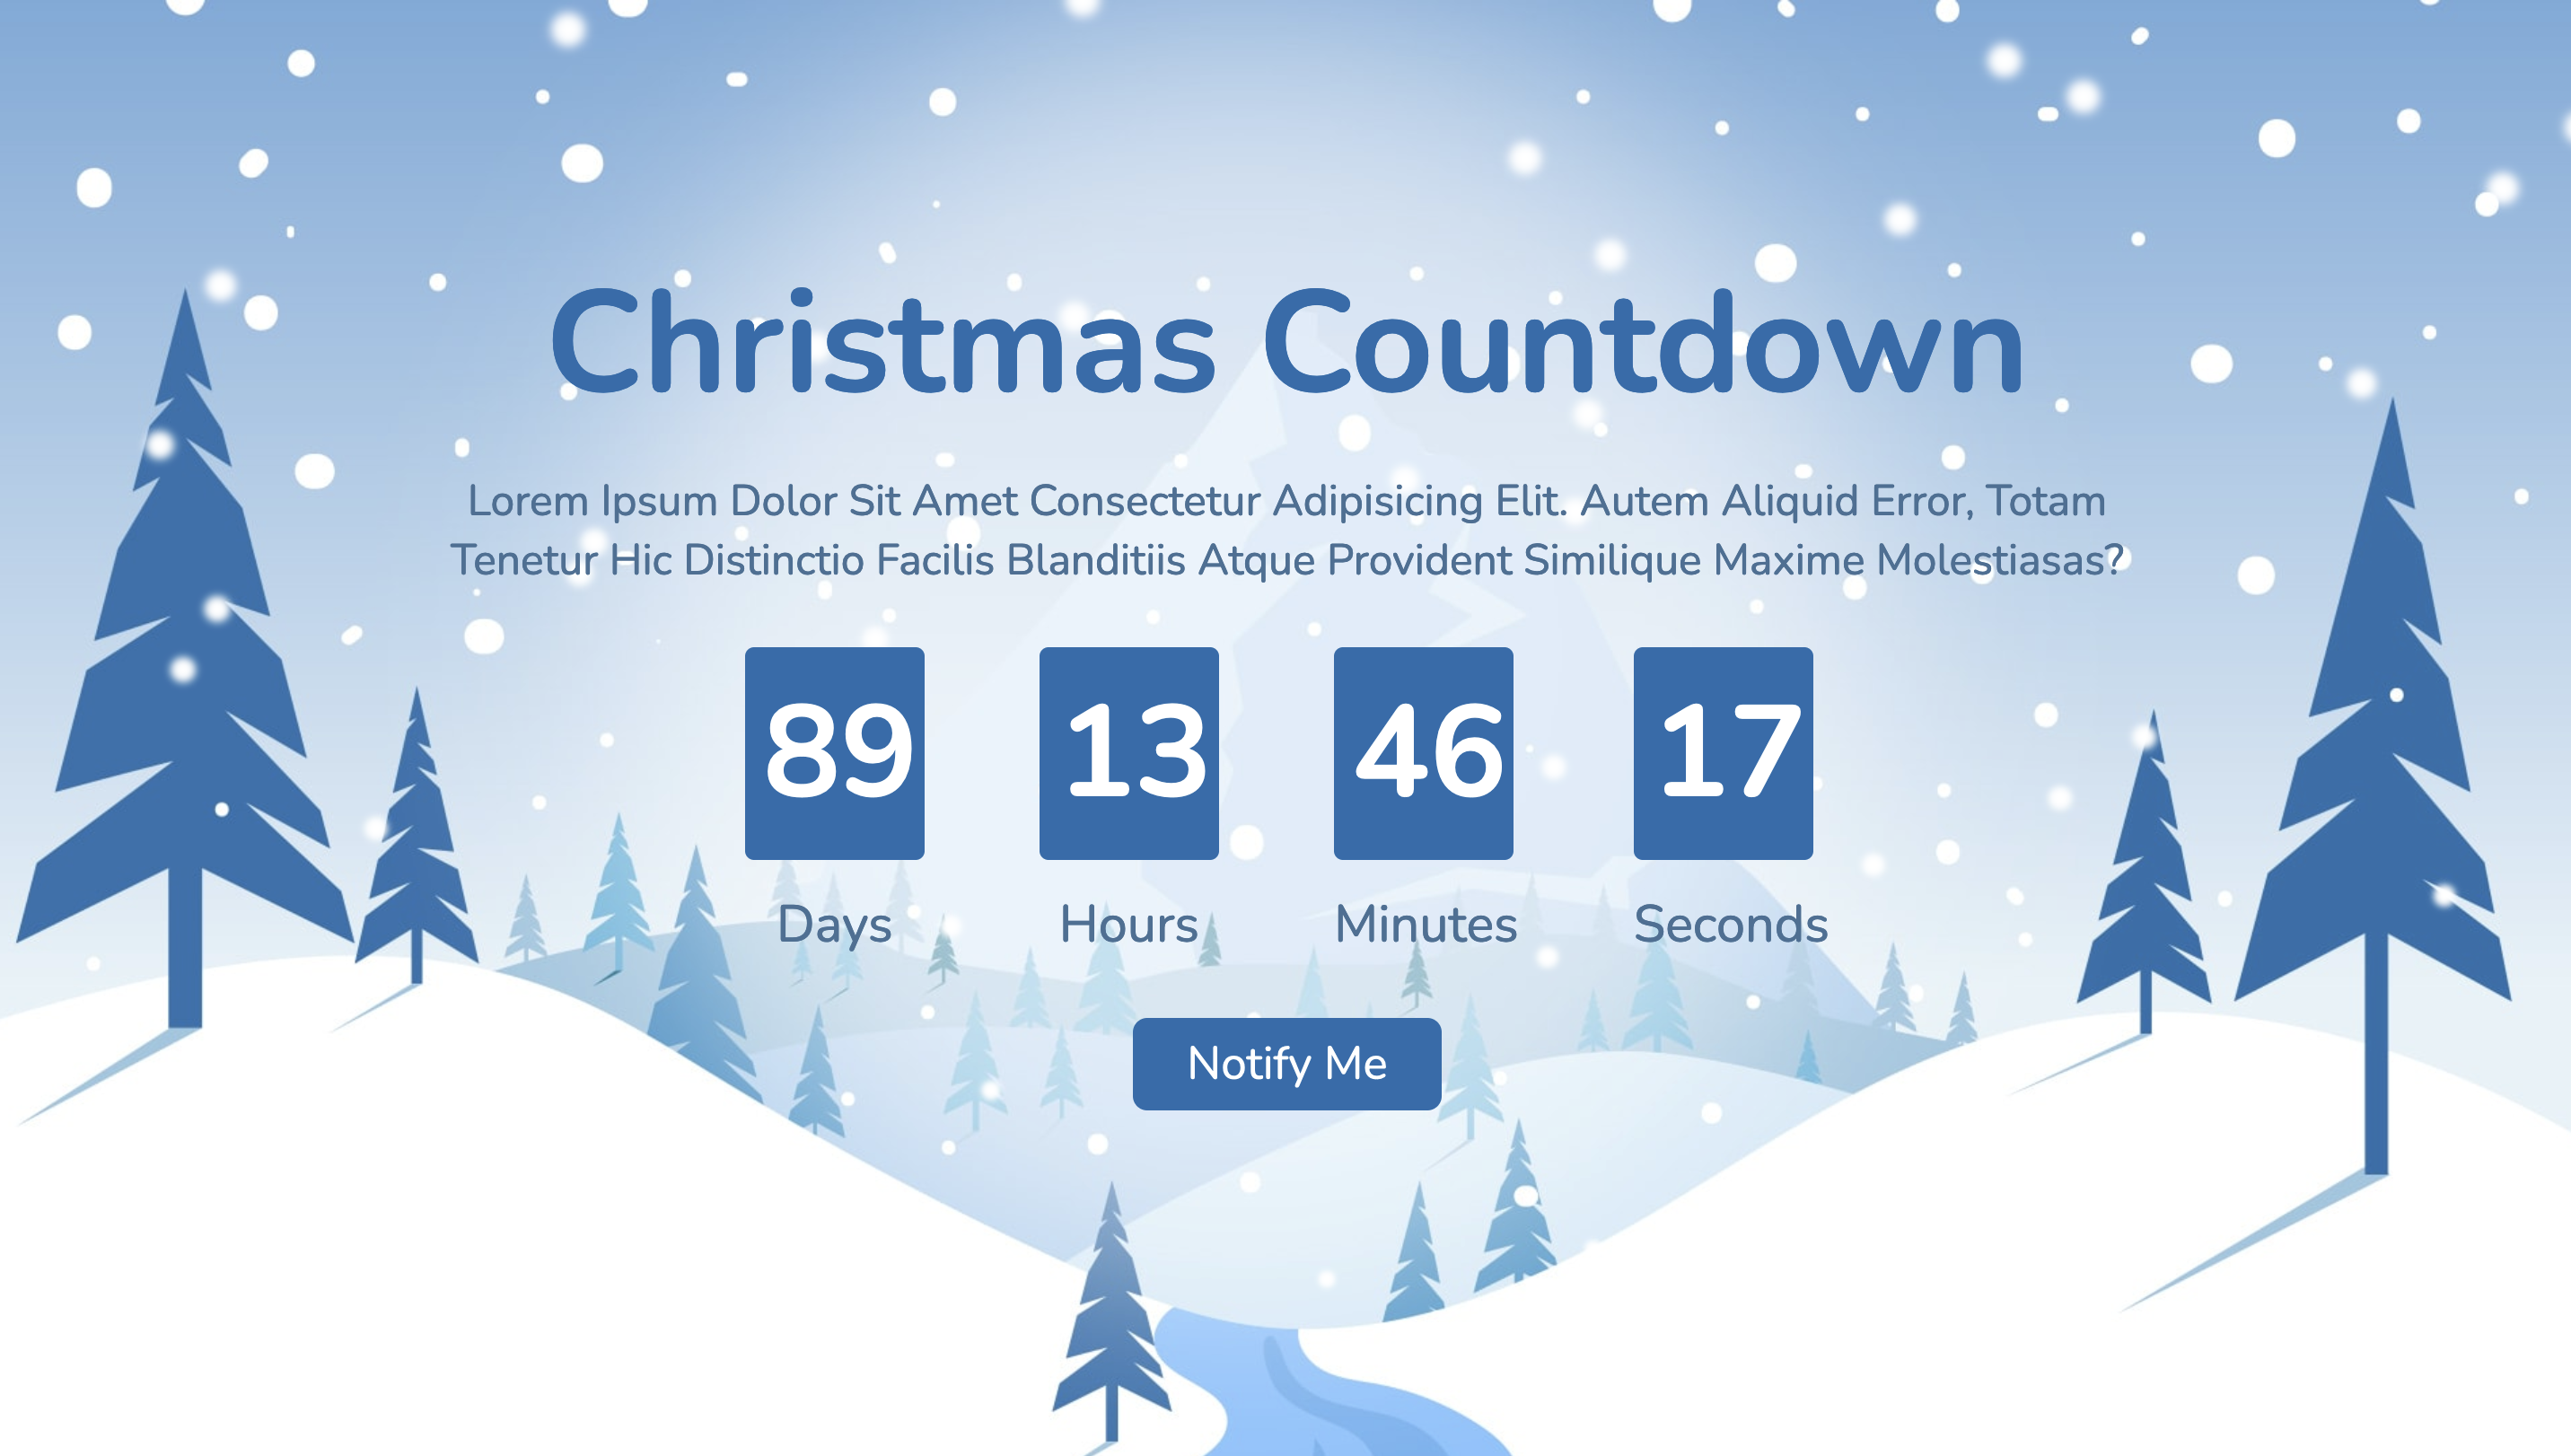 Christmas Countdown
Lorem Ipsum Dolor Sit Amet Consectetur Adipisicing Elit. Autem Aliquid Error, Totam
Tenetur Hic Distinctio Facilis Blanditiis Atque Provident Similique Maxime Molestiasas?
89 13 46 17
Days Hours Minutes Seconds
Notify Me